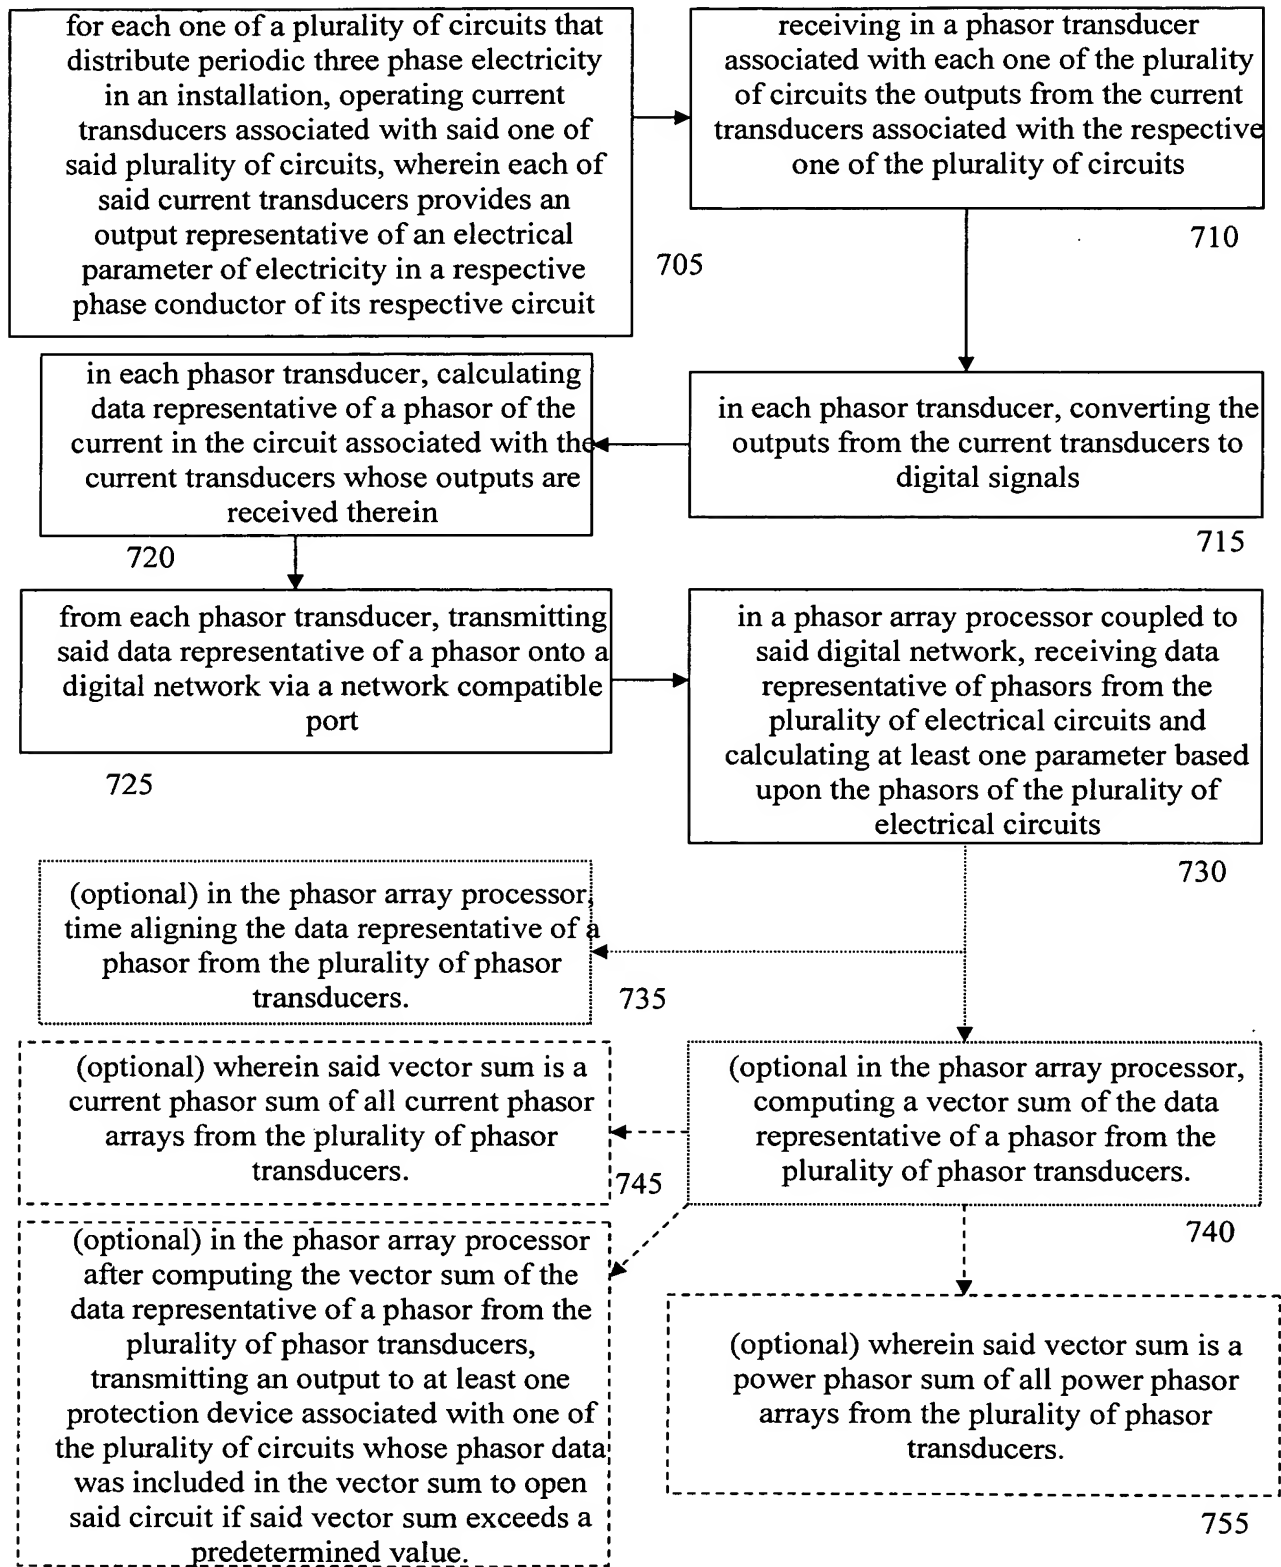 for each one of a plurality of circuits that
distribute periodic three phase electricity
in an installation, operating current
transducers associated with said one of
said plurality of circuits, wherein each of
said current transducers provides an
output representative of an electrical
parameter of electricity in a respective
phase conductor of its respective circuit
705
receiving in a phasor transducer
associated with each one of the plurality
of circuits the outputs from the current
transducers associated with the respective
one of the plurality of circuits
710
in each phasor transducer, converting the
outputs from the current transducers to
digital signals
715
in each phasor transducer, calculating
data representative of a phasor of the
current in the circuit associated with the
current transducers whose outputs are
received therein
720
from each phasor transducer, transmitting
said data representative of a phasor onto a
digital network via a network compatible
port
725
in a phasor array processor coupled to
said digital network, receiving data
representative of phasors from the
plurality of electrical circuits and
calculating at least one parameter based
upon the phasors of the plurality of
electrical circuits
730
(optional) in the phasor array processor,
time aligning the data representative of a
phasor from the plurality of phasor
transducers.
735
(optional in the phasor array processor,
computing a vector sum of the data
representative of a phasor from the
plurality of phasor transducers.
740
(optional) wherein said vector sum is a
current phasor sum of all current phasor
arrays from the plurality of phasor
transducers.
745
(optional) in the phasor array processor
after computing the vector sum of the
data representative of a phasor from the
plurality of phasor transducers,
transmitting an output to at least one
protection device associated with one of
the plurality of circuits whose phasor data
was included in the vector sum to open
said circuit if said vector sum exceeds a
predetermined value.
(optional) wherein said vector sum is a
power phasor sum of all power phasor
arrays from the plurality of phasor
transducers.
755